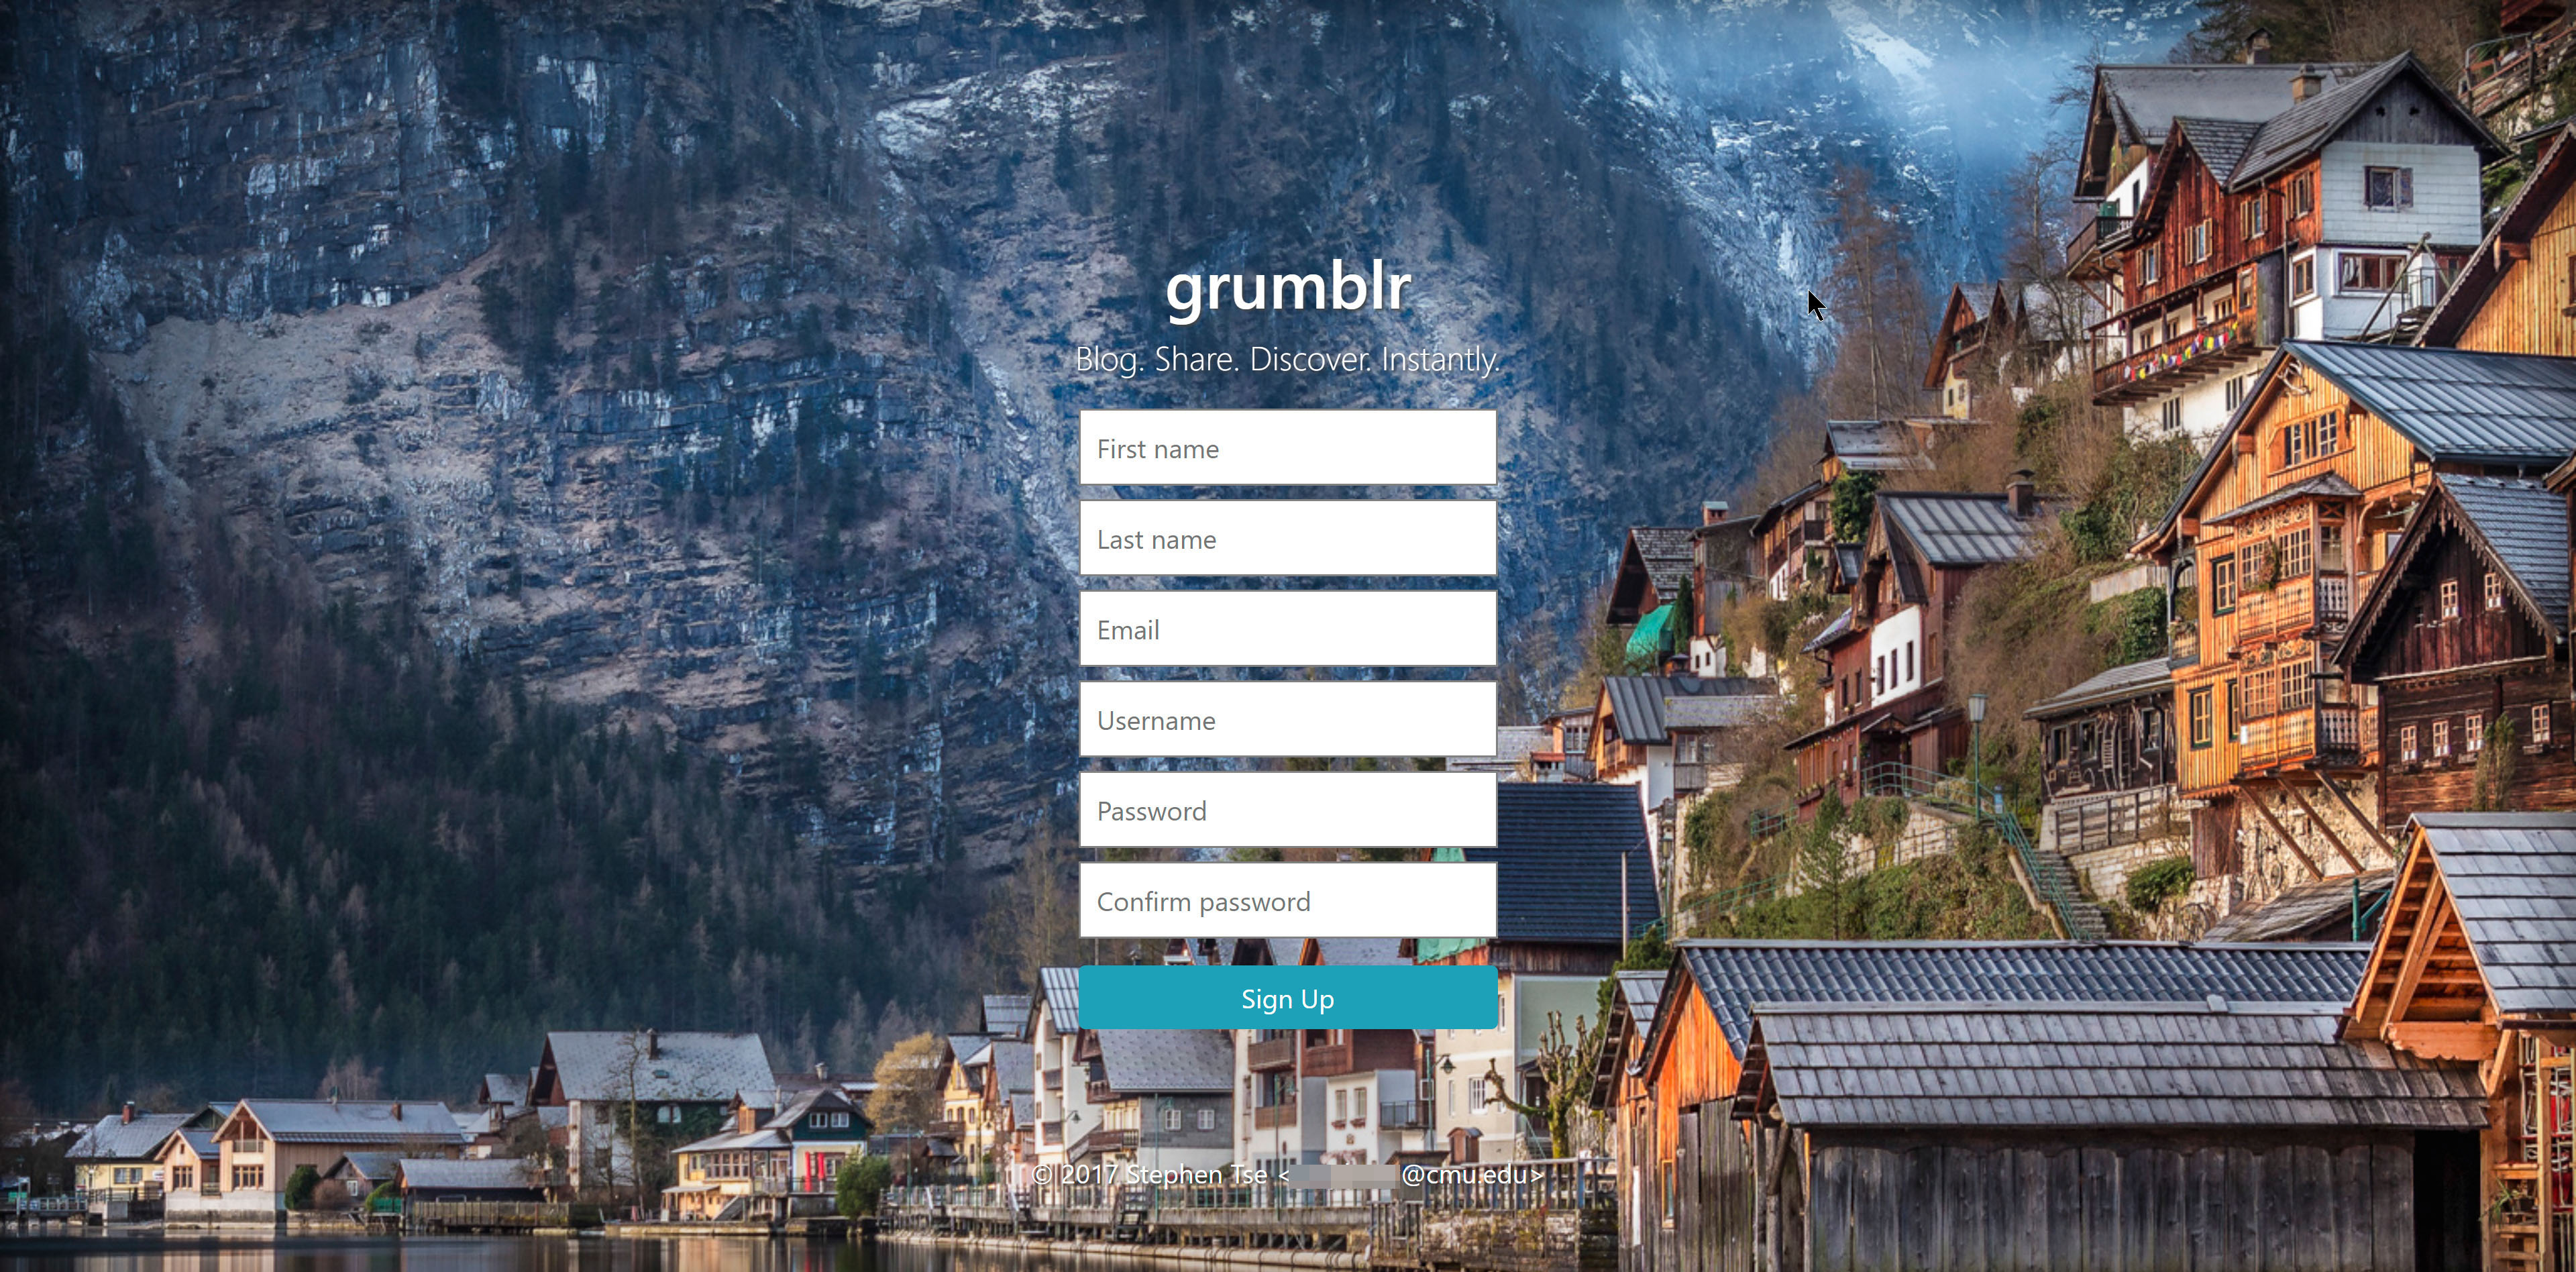 grumblr
Blog. Share. Discover. Instantly.
First name
Last name
Email
Username
Password
Confirm password
Sign Up
© 2017 Stephen Tse < @cmu.edu>